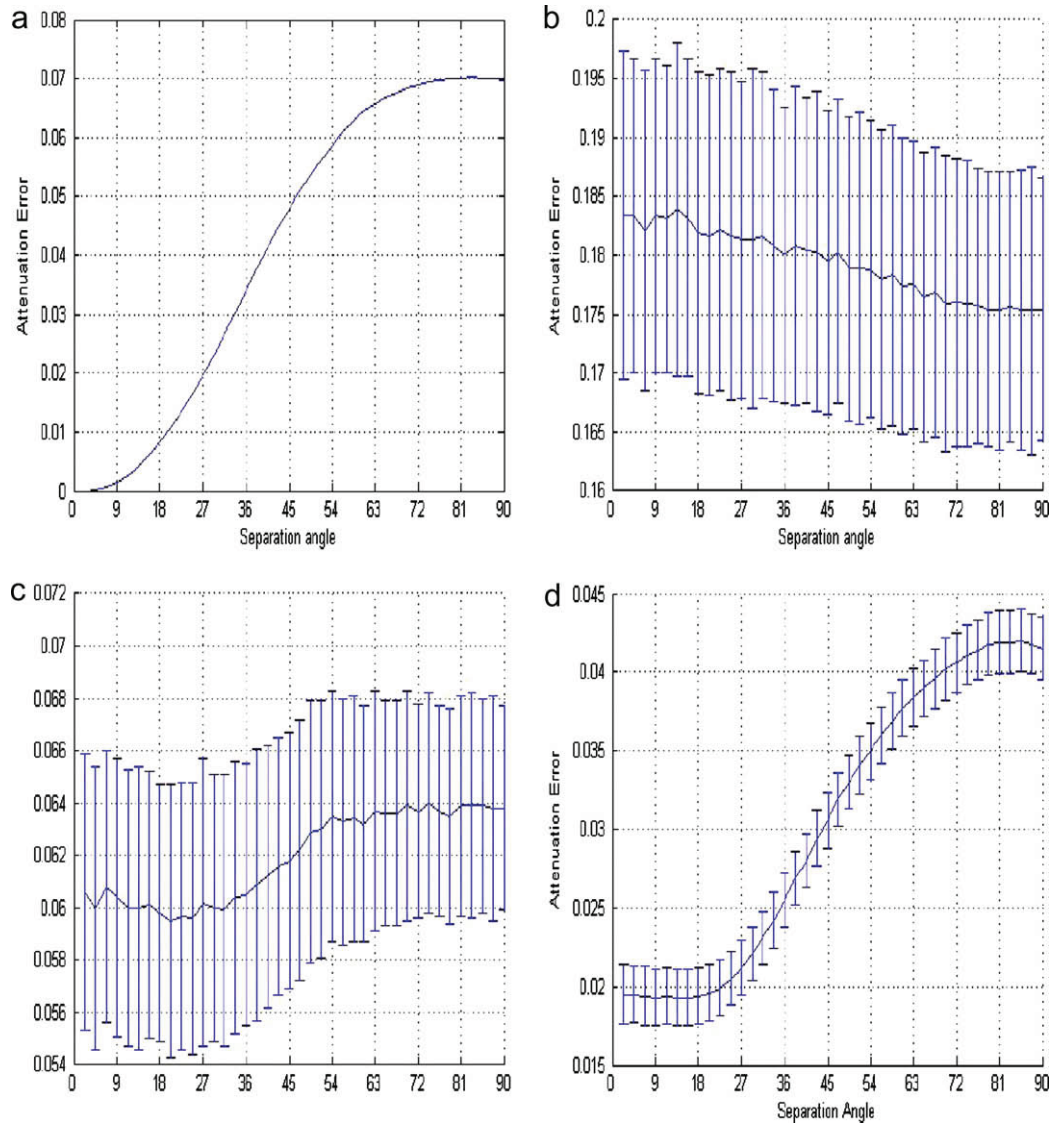 a
0.08
0.07
0.06
0.05
0.04
0.03
0.02
0.01
0
Attenuation Error
0 9 18 27 36 45 54 63 72 81 90
Separation angle
b
0.2
0.195
0.19
0.185
0.18
0.175
0.17
0.165
0.16
Attenuation Error
0 9 18 27 36 45 54 63 72 81 90
Separation angle
c
0.072
0.07
0.068
0.066
0.064
0.062
0.06
0.058
0.056
0.054
0 9 18 27 36 45 54 63 72 81 90
d
0.045
0.04
0.035
0.03
0.025
0.02
0.015
Attenuation Error
0 9 18 27 36 45 54 63 72 81 90
Separation Angle